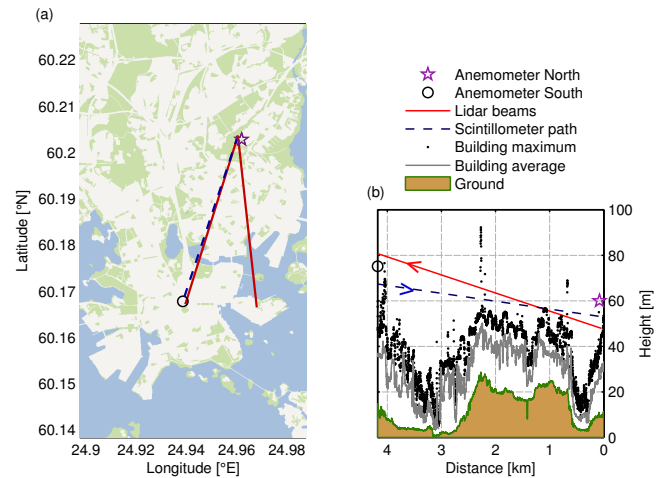 (a)
60.22
60.21
60.2
60.19
60.18
60.17
60.16
60.15
60.14
Latitude [°N]
24.9 24.92 24.94 24.96 24.98
Longitude [°E]
Anemometer North
Anemometer South
Lidar beams
Scintillometer path
Building maximum
Building average
Ground
(b)
100
80
60
40
20
0
Height [m]
4 3 2 1 0
Distance [km]